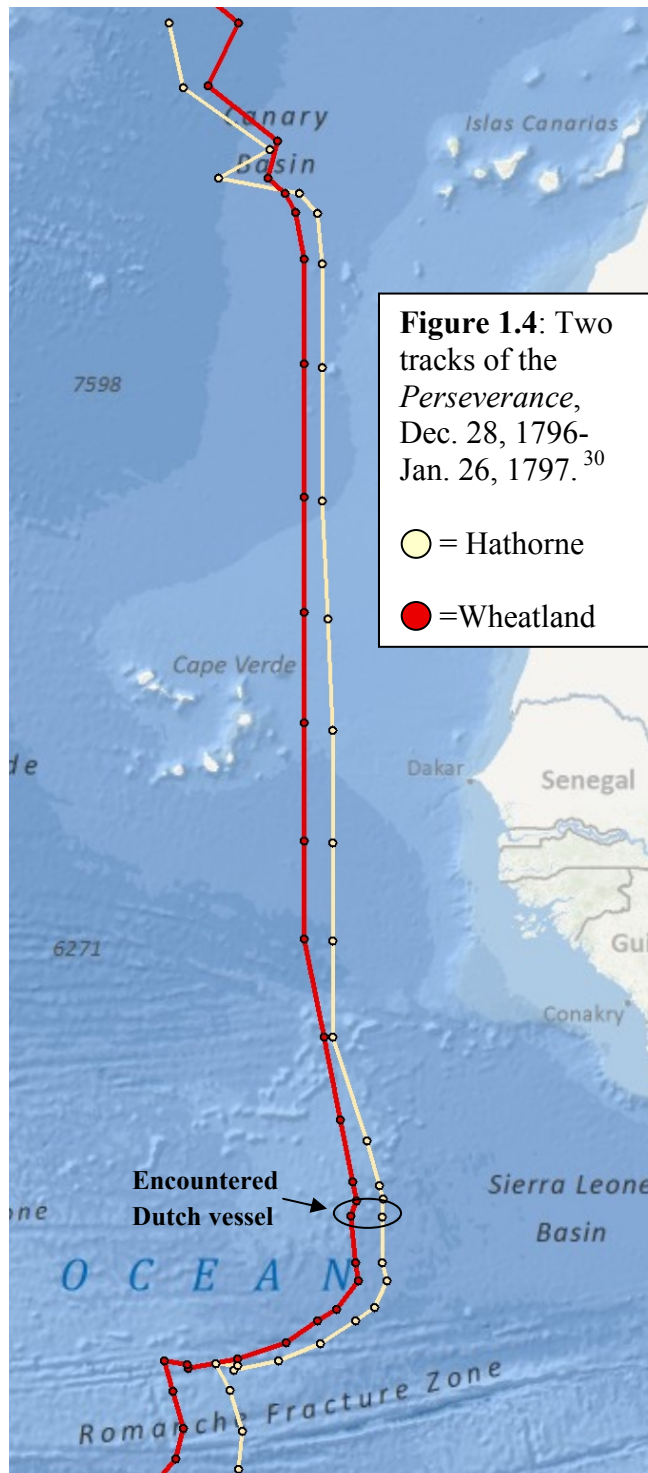 Canary
Basin
Islas Canarias
7598
Figure 1.4: Two
tracks of the
Perseverance,
Dec. 28, 1796-
Jan. 26, 1797. 30
= Hathorne
=Wheatland
Cape Verde
de
Dakar
Senegal
6271
Gui
Conakry
Encountered
Dutch vessel
one
Sierra Leone
Basin
OCEAN
Romanche Fracture Zone